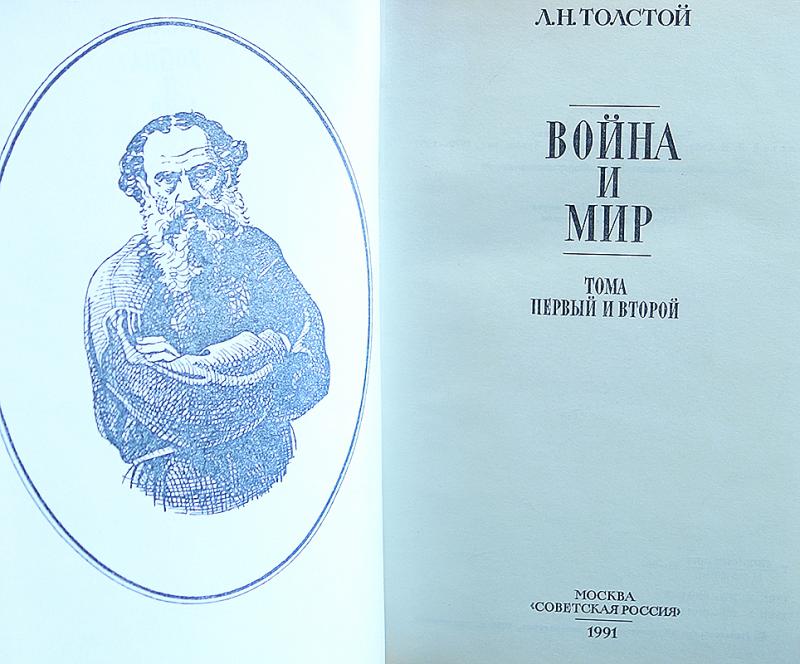 Л.Н.ТОЛСТОЙ
ВОЙНА
И
МИР
ТОМА
ПЕРВЫЙ И ВТОРОЙ
МОСКВА
«СОВЕТСКАЯ РОССИЯ»
1991